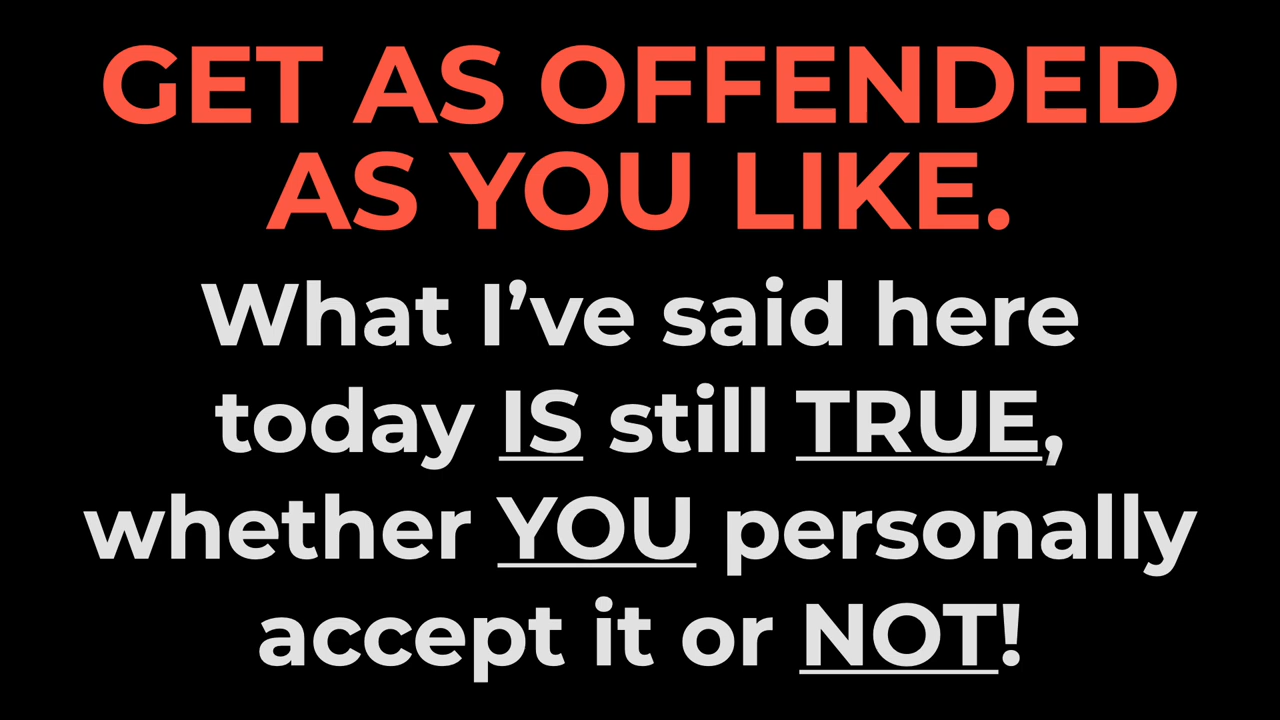 GET AS OFFENDED
AS YOU LIKE.
What I’ve said here
today IS still TRUE,
whether YOU personally
accept it or NOT!